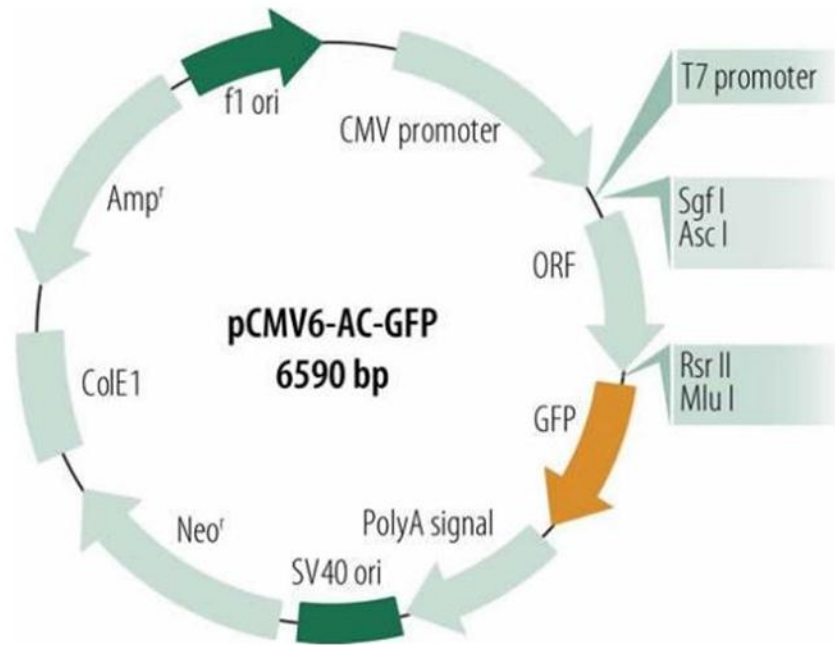 f1 ori
CMV promoter
T7 promoter
Sgf I
Asc I
ORF
Rsr II
Mlu I
GFP
PolyA signal
SV40 ori
Neoʳ
ColE1
Ampʳ
pCMV6-AC-GFP
6590 bp